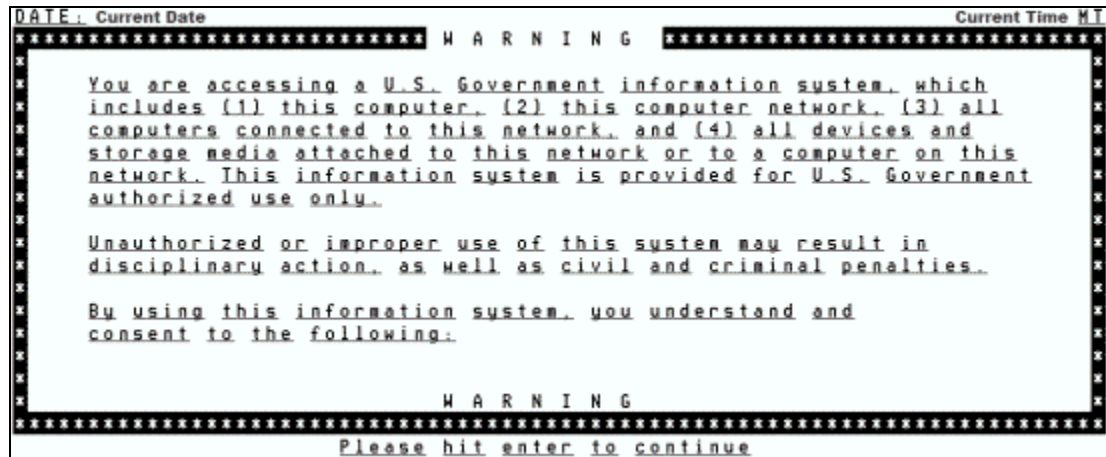 DATE: Current Date Current Time MT
**************************** W A R N I N G ******************************
You are accessing a U.S. Government information system, which
includes (1) this computer, (2) this computer network, (3) all
computers connected to this network, and (4) all devices and
storage media attached to this network or to a computer on this
network. This information system is provided for U.S. Government
authorized use only.
Unauthorized or improper use of this system may result in
disciplinary action, as well as civil and criminal penalties.
By using this information system, you understand and
consent to the following:
W A R N I N G
**************************************************************************
Please hit enter to continue